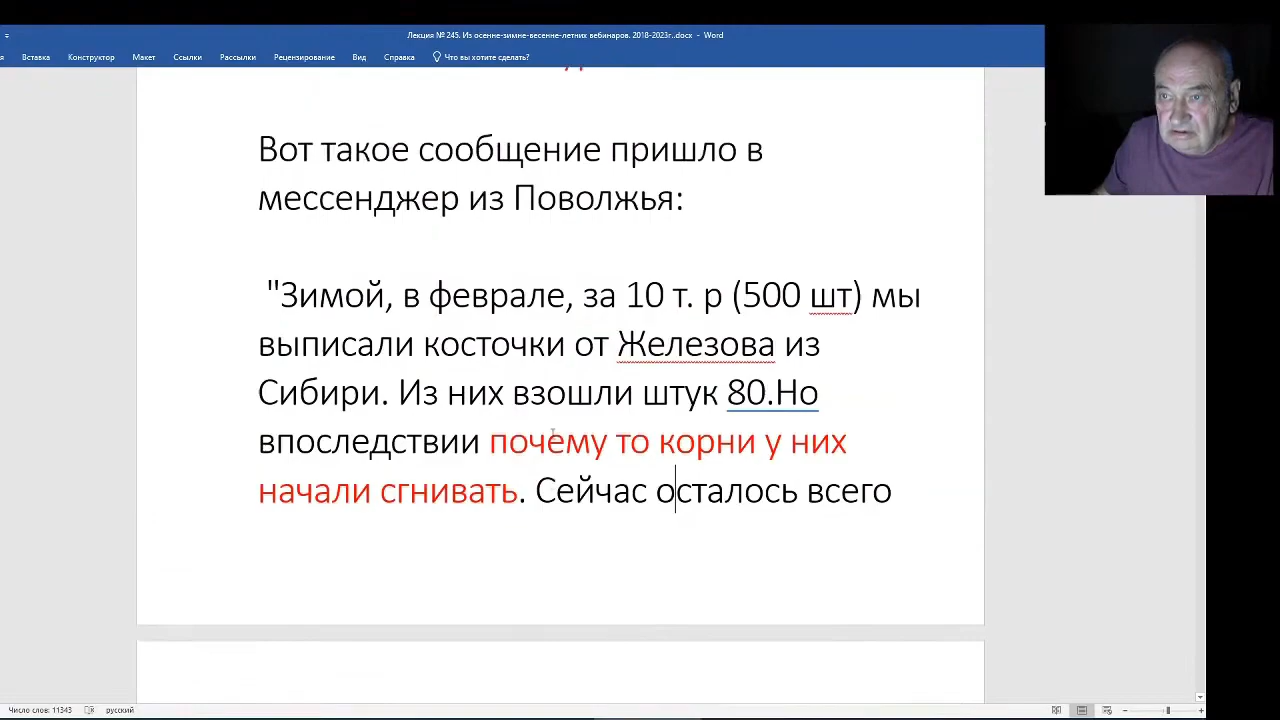 Лекция № 245. Из осенне-зимне-весенне-летних вебинаров. 2018-2023г..docx - Word
я Вставка Конструктор Макет Ссылки Рассылки Рецензирование Вид Справка Что вы хотите сделать?
Вот такое сообщение пришло в
мессенджер из Поволжья:
"Зимой, в феврале, за 10 т. р (500 шт) мы
выписали косточки от Железова из
Сибири. Из них взошли штук 80.Но
впоследствии почему то корни у них
начали сгнивать. Сейчас осталось всего
Число слов: 11343 русский